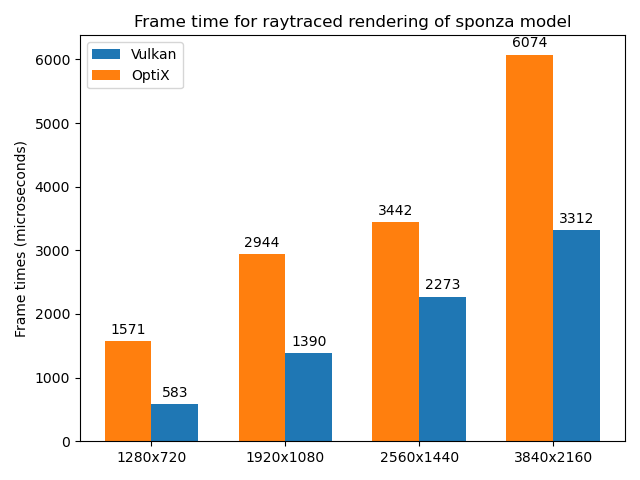 Frame time for raytraced rendering of sponza model
Vulkan
OptiX
Frame times (microseconds)
6000
5000
4000
3000
2000
1000
0
1571
583
2944
1390
3442
2273
6074
3312
1280x720
1920x1080
2560x1440
3840x2160